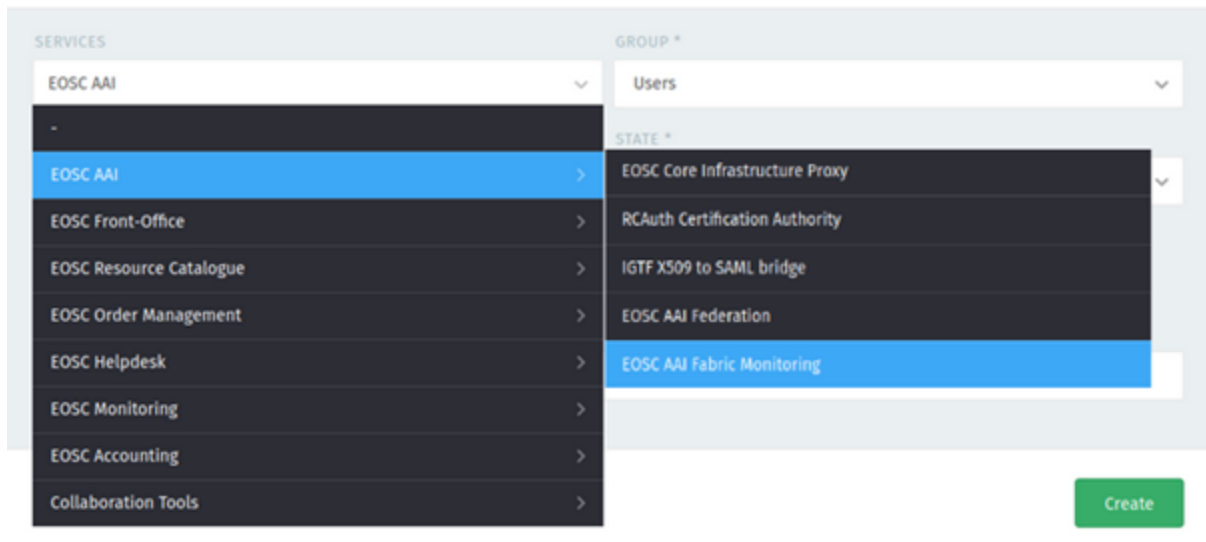 SERVICES
GROUP *
EOSC AAI
Users
-
STATE *
EOSC AAI
EOSC Front-Office
EOSC Resource Catalogue
EOSC Order Management
EOSC Helpdesk
EOSC Monitoring
EOSC Accounting
Collaboration Tools
EOSC Core Infrastructure Proxy
RCAuth Certification Authority
IGTF X509 to SAML bridge
EOSC AAI Federation
EOSC AAI Fabric Monitoring
Create